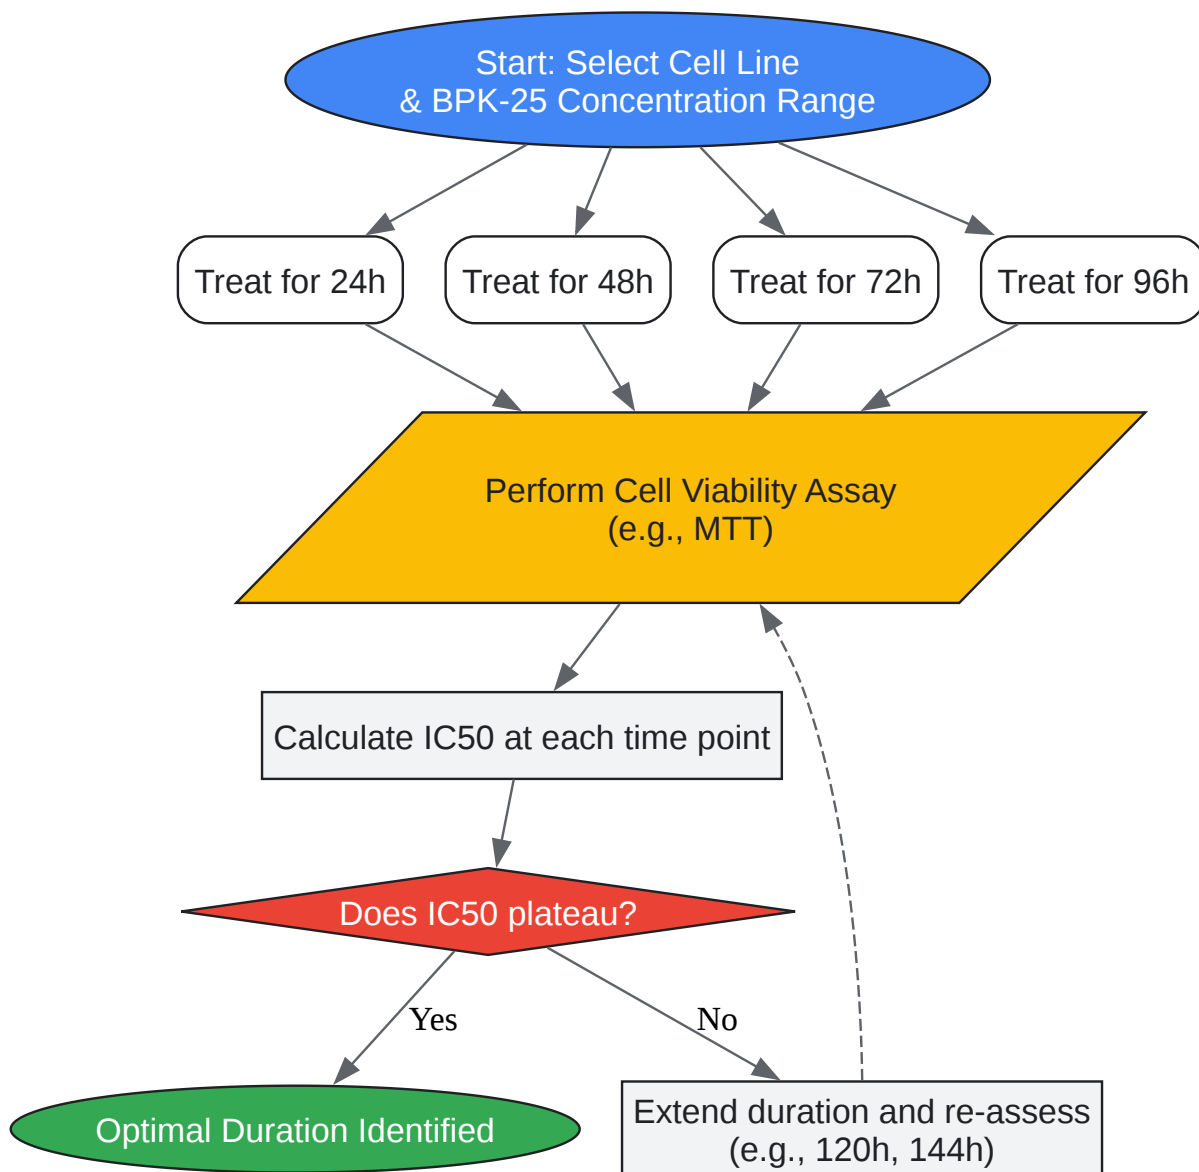 Start: Select Cell Line
& BPK-25 Concentration Range
Treat for 24h
Treat for 48h
Treat for 72h
Treat for 96h
Perform Cell Viability Assay
(e.g., MTT)
Calculate IC50 at each time point
Does IC50 plateau?
Yes
No
Optimal Duration Identified
Extend duration and re-assess
(e.g., 120h, 144h)